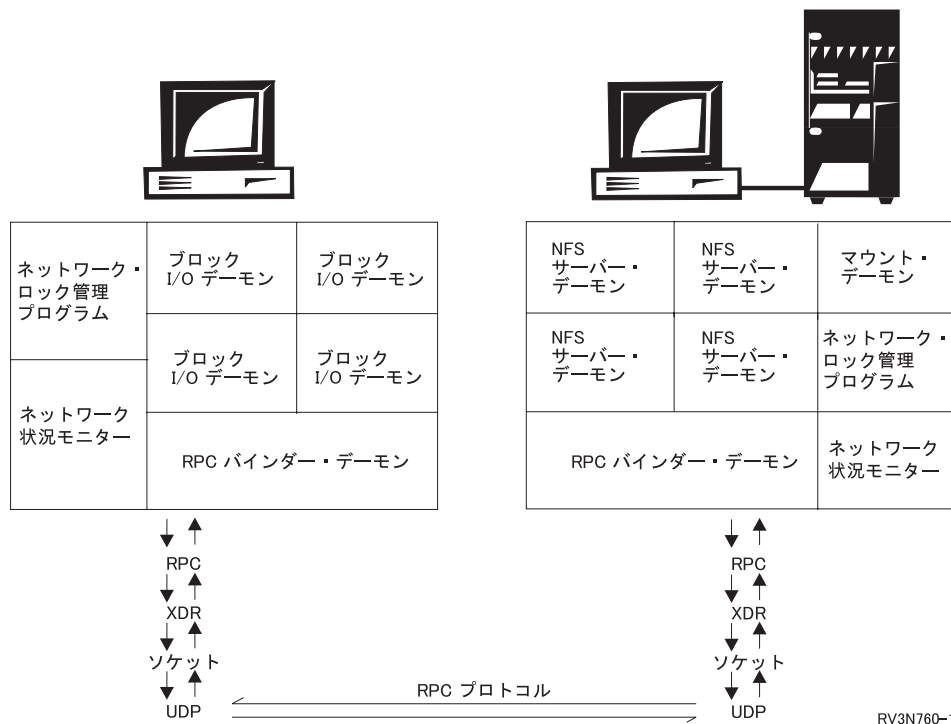 ネットワーク・
ロック管理
プログラム
ブロック
I/O デーモン
ブロック
I/O デーモン
ブロック
I/O デーモン
ブロック
I/O デーモン
ネットワーク
状況モニター
RPC バインダー・デーモン
NFS
サーバー・
デーモン
NFS
サーバー・
デーモン
マウント・
デーモン
NFS
サーバー・
デーモン
NFS
サーバー・
デーモン
ネットワーク・
ロック管理
プログラム
RPC バインダー・デーモン
ネットワーク
状況モニター
RPC
XDR
ソケット
UDP
RPC
XDR
ソケット
UDP
RPC プロトコル